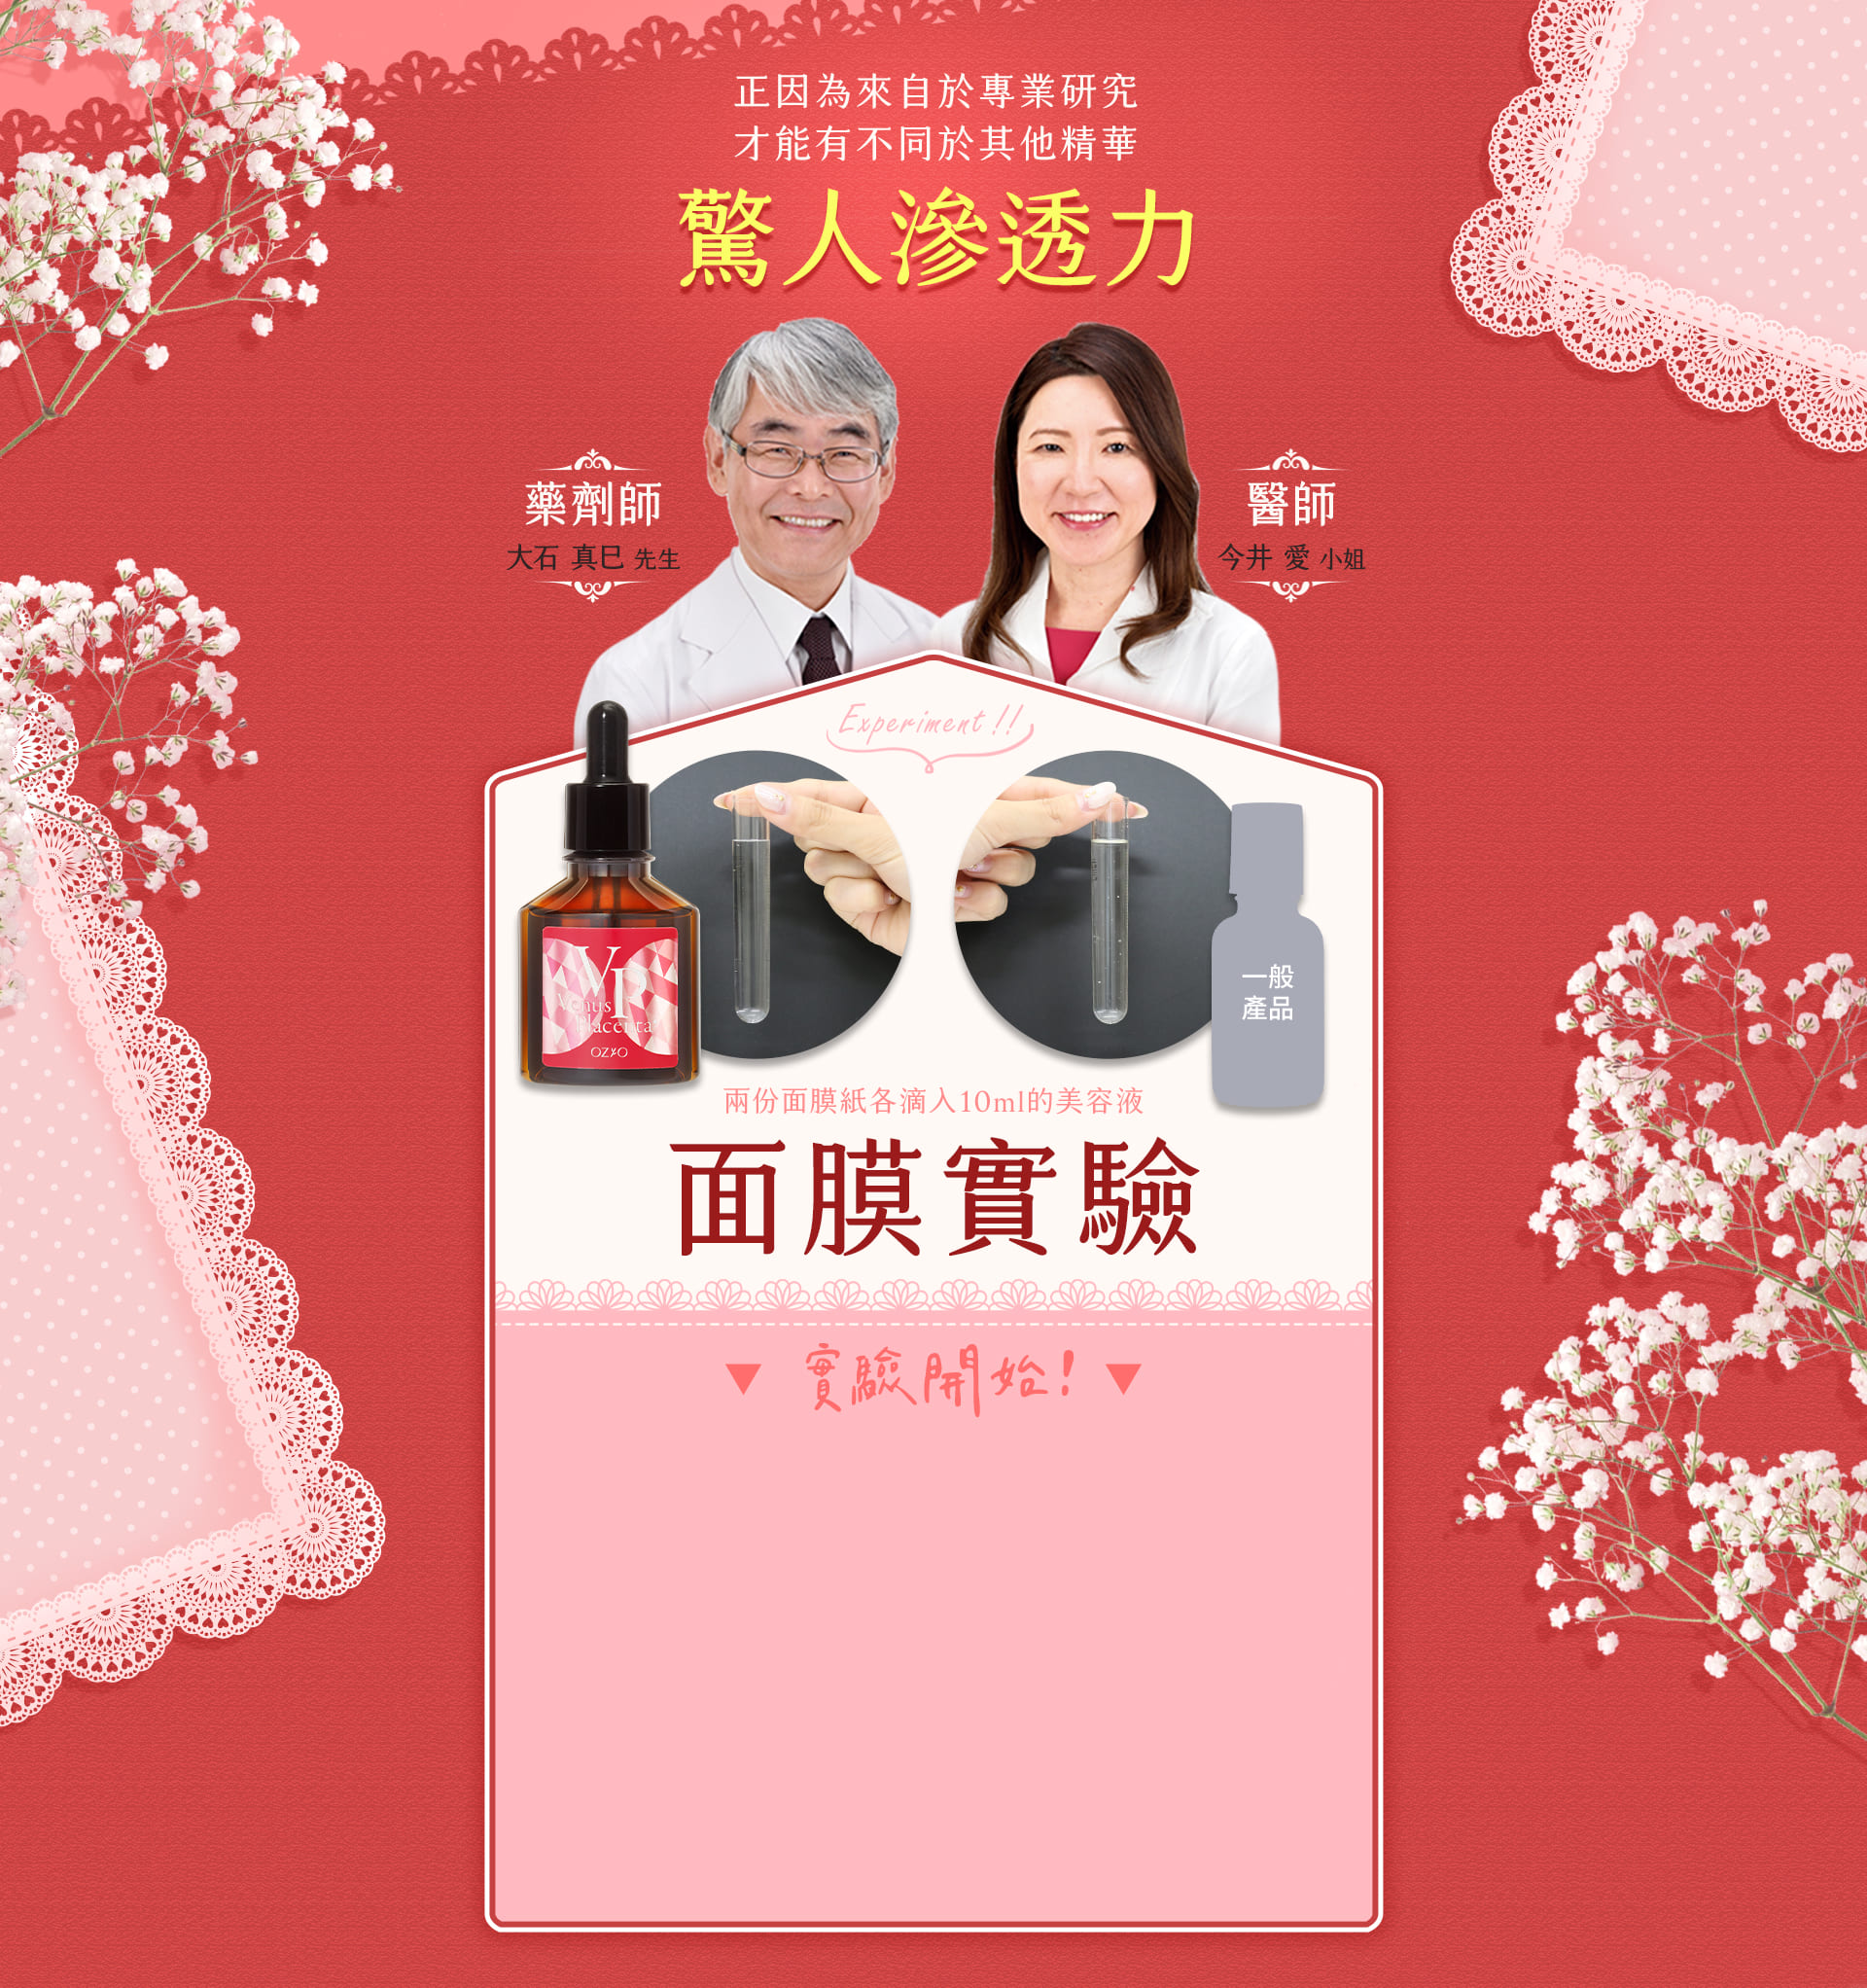 正因為來自於專業研究
才能有不同於其他精華
驚人滲透力
藥劑師
大石 真巳 先生
醫師
今井 愛 小姐
Experiment!!
VP
Venus
Placenta
OZIO
一般
產品
兩份面膜紙各滴入10ml的美容液
面膜實驗
▼ 實驗開始! ▼